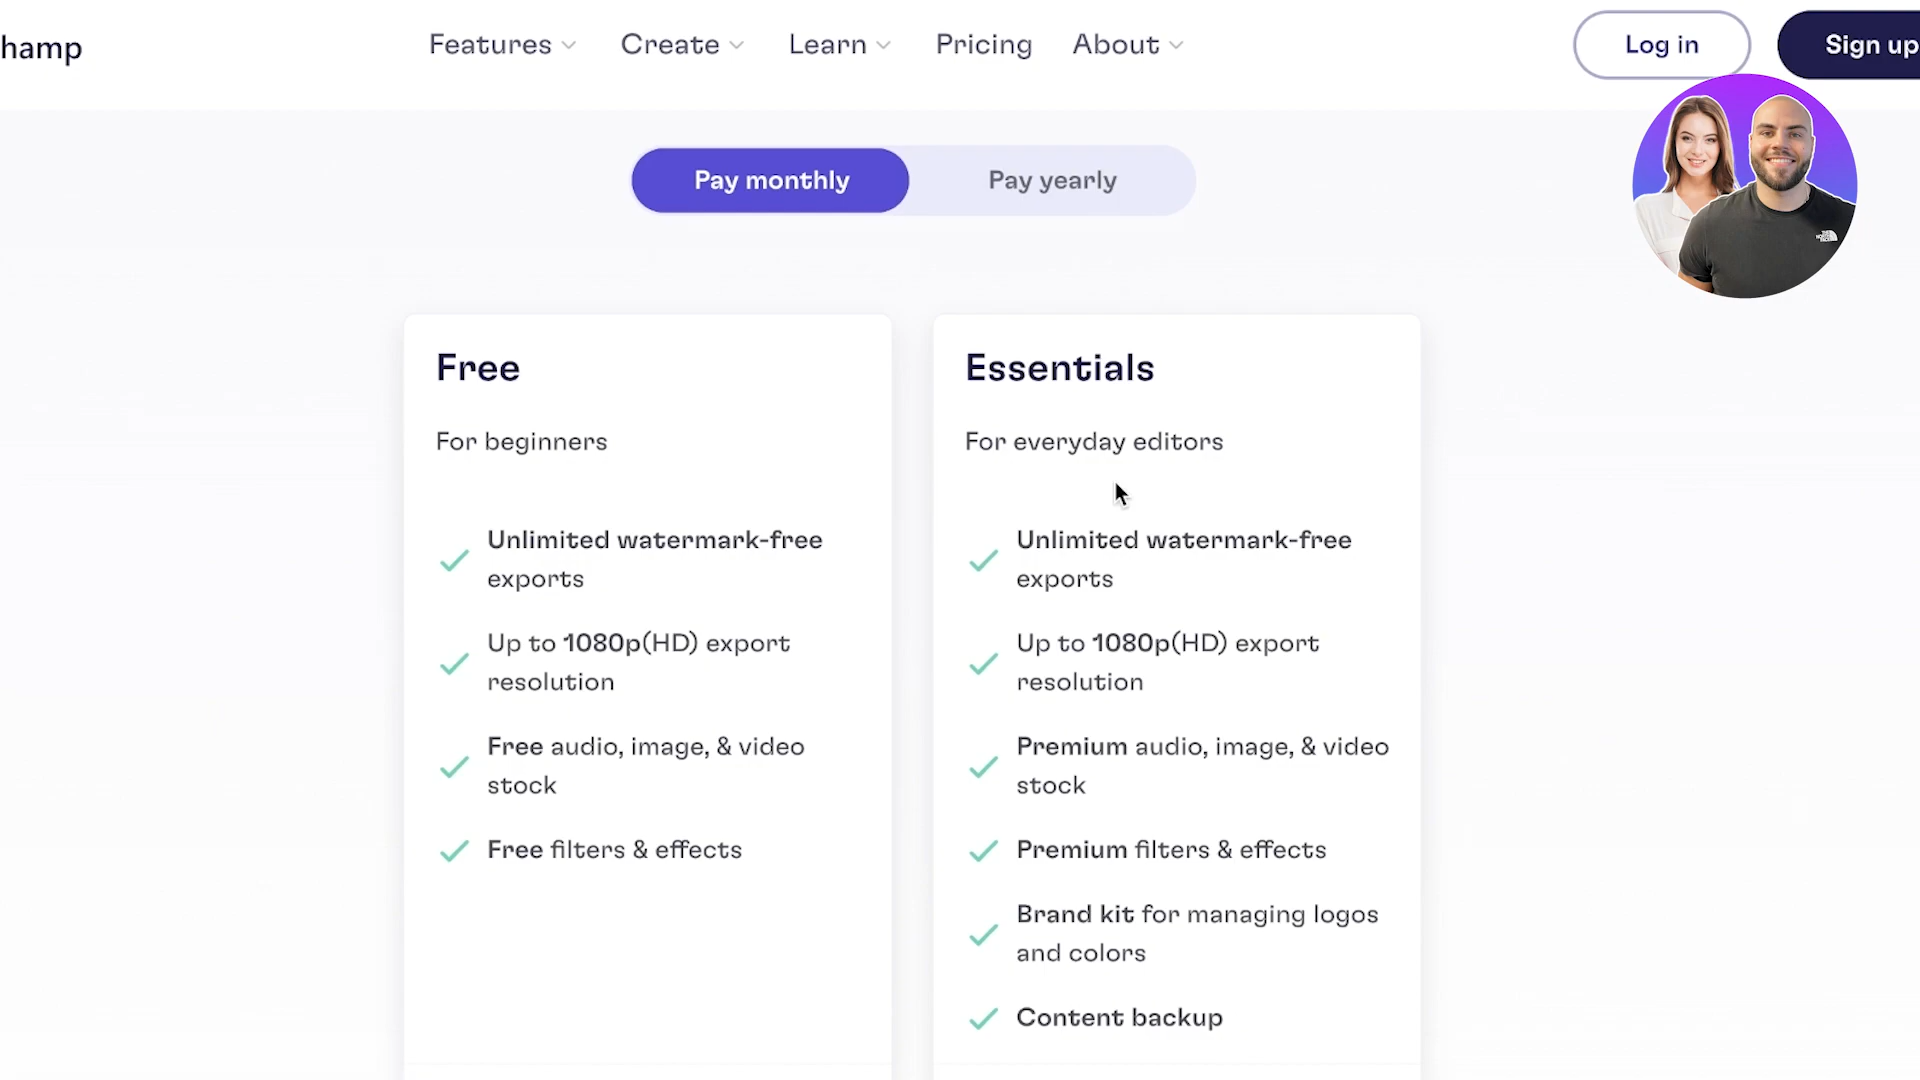 hamp
Features
Create
Learn
Pricing
About
Log in
Sign up
Pay monthly
Pay yearly
THE NORTH FACE
Free
For beginners
Unlimited watermark-free
exports
Up to 1080p(HD) export
resolution
Free audio, image, & video
stock
Free filters & effects
Essentials
For everyday editors
Unlimited watermark-free
exports
Up to 1080p(HD) export
resolution
Premium audio, image, & video
stock
Premium filters & effects
Brand kit for managing logos
and colors
Content backup